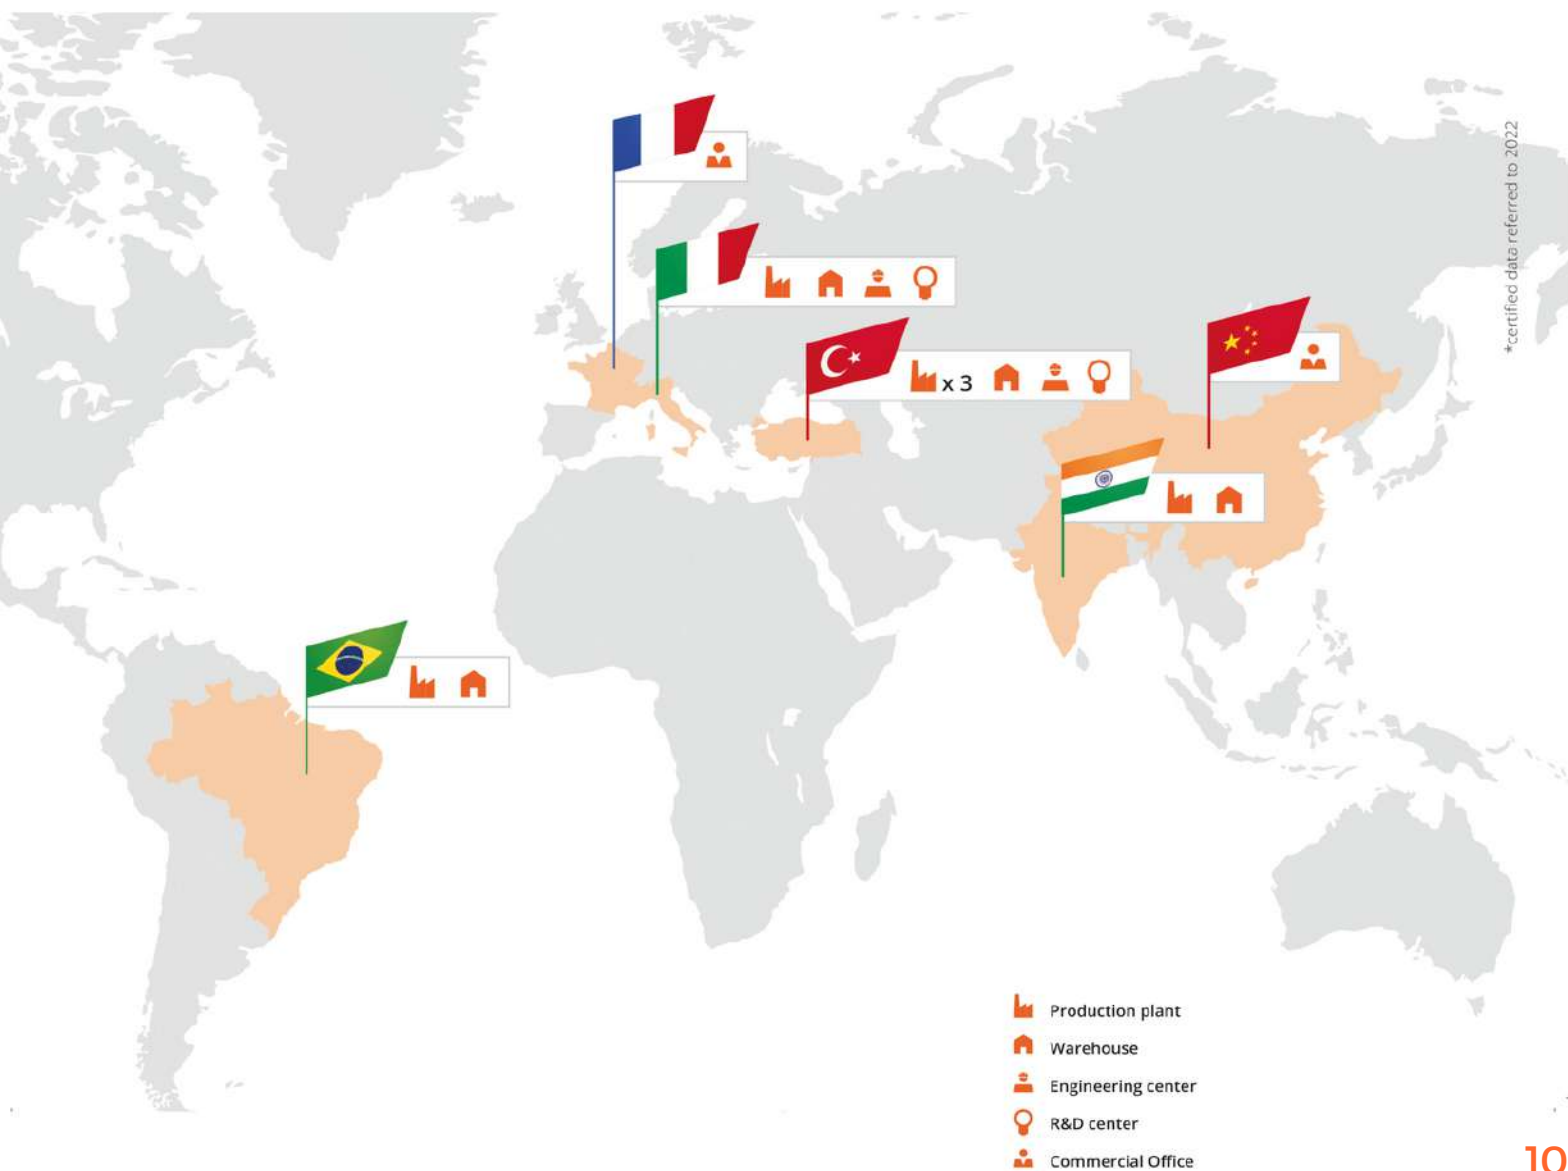 *certified data referred to 2022
x 3
Production plant
Warehouse
Engineering center
R&D center
Commercial Office
10